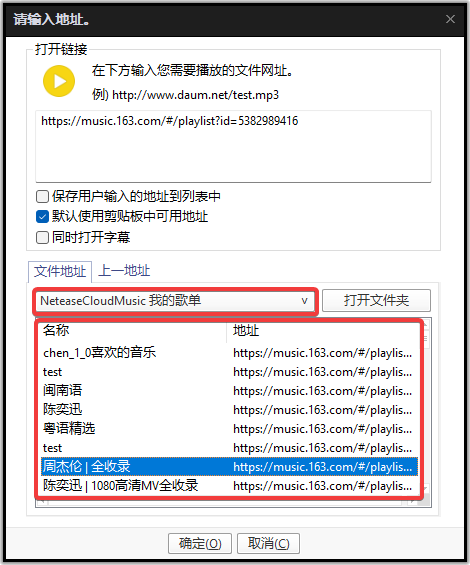 请输入地址。
打开链接
在下方输入您需要播放的文件网址。
例) http://www.daum.net/test.mp3
https://music.163.com/#/playlist?id=5382989416
保存用户输入的地址到列表中
默认使用剪贴板中可用地址
同时打开字幕
文件地址 上一地址
NeteaseCloudMusic 我的歌单 打开文件夹
名称 地址
chen_1_0喜欢的音乐 https://music.163.com/#/playlis...
test https://music.163.com/#/playlis...
闽南语 https://music.163.com/#/playlis...
陈奕迅 https://music.163.com/#/playlis...
粤语精选 https://music.163.com/#/playlis...
test https://music.163.com/#/playlis...
周杰伦 | 全收录 https://music.163.com/#/playlis...
陈奕迅 | 1080高清MV全收录 https://music.163.com/#/playlis...
确定(O) 取消(C)